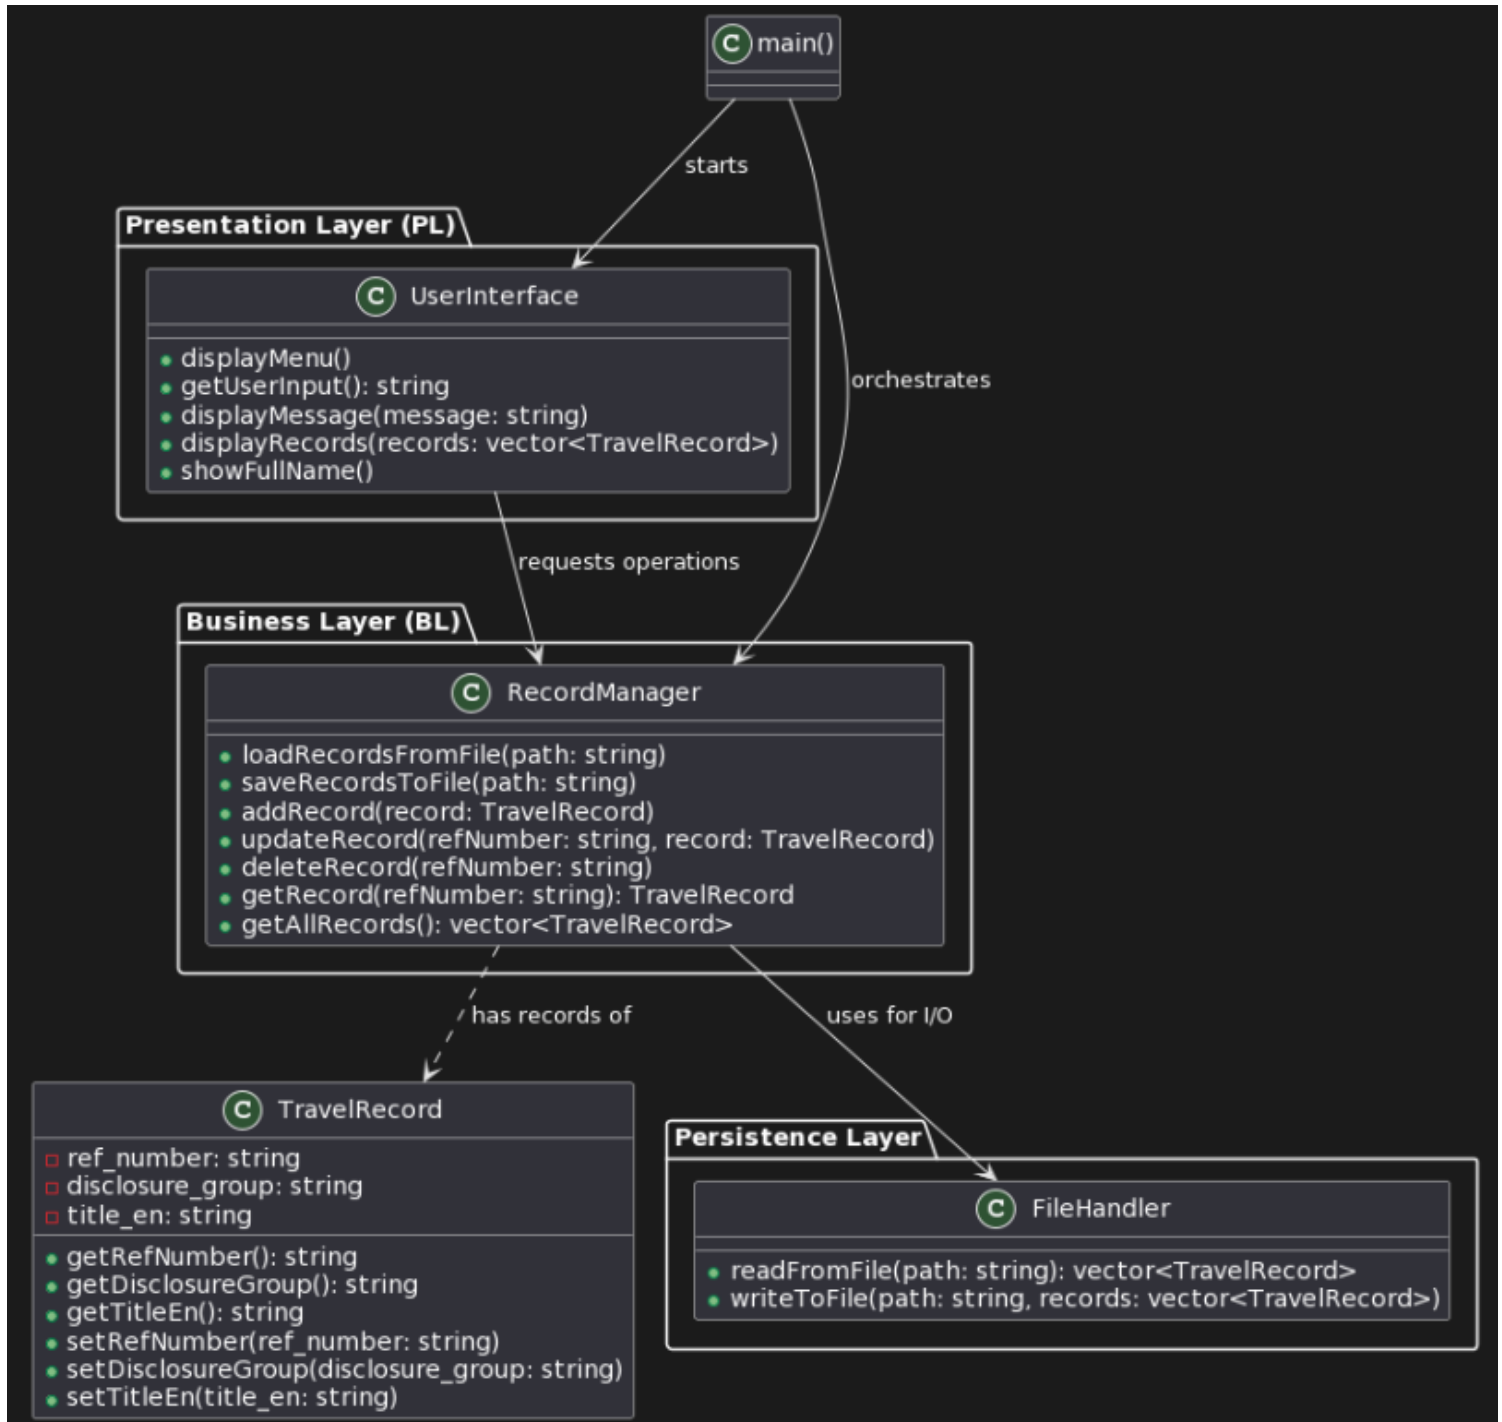 C main()
starts
Presentation Layer (PL)
C UserInterface
displayMenu()
getUserInput(): string
displayMessage(message: string)
displayRecords(records: vector<TravelRecord>)
showFullName()
orchestrates
requests operations
Business Layer (BL)
C RecordManager
loadRecordsFromFile(path: string)
saveRecordsToFile(path: string)
addRecord(record: TravelRecord)
updateRecord(refNumber: string, record: TravelRecord)
deleteRecord(refNumber: string)
getRecord(refNumber: string): TravelRecord
getAllRecords(): vector<TravelRecord>
has records of
uses for I/O
C TravelRecord
ref_number: string
disclosure_group: string
title_en: string
getRefNumber(): string
getDisclosureGroup(): string
getTitleEn(): string
setRefNumber(ref_number: string)
setDisclosureGroup(disclosure_group: string)
setTitleEn(title_en: string)
Persistence Layer
C FileHandler
readFromFile(path: string): vector<TravelRecord>
writeToFile(path: string, records: vector<TravelRecord>)